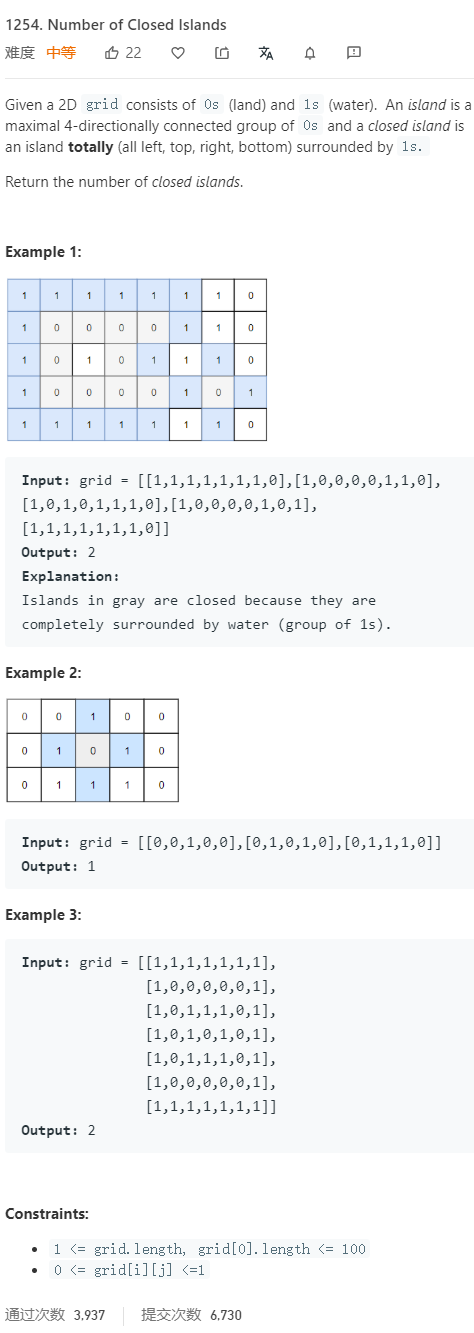 1254. Number of Closed Islands
难度 中等 22
Given a 2D grid consists of 0s (land) and 1s (water). An island is a
maximal 4-directionally connected group of 0s and a closed island is
an island totally (all left, top, right, bottom) surrounded by 1s.
Return the number of closed islands.
Example 1:
1 1 1 1 1 1 1 0
1 0 0 0 0 1 1 0
1 0 1 0 1 1 1 0
1 0 0 0 0 1 0 1
1 1 1 1 1 1 1 0
Input: grid = [[1,1,1,1,1,1,1,0],[1,0,0,0,0,1,1,0],
[1,0,1,0,1,1,1,0],[1,0,0,0,0,1,0,1],
[1,1,1,1,1,1,1,0]]
Output: 2
Explanation:
Islands in gray are closed because they are
completely surrounded by water (group of 1s).
Example 2:
0 0 1 0 0
0 1 0 1 0
0 1 1 1 0
Input: grid = [[0,0,1,0,0],[0,1,0,1,0],[0,1,1,1,0]]
Output: 1
Example 3:
Input: grid = [[1,1,1,1,1,1,1],
[1,0,0,0,0,0,1],
[1,0,1,1,1,0,1],
[1,0,1,0,1,0,1],
[1,0,1,1,1,0,1],
[1,0,0,0,0,0,1],
[1,1,1,1,1,1,1]]
Output: 2
Constraints:
• 1 <= grid.length, grid[0].length <= 100
• 0 <= grid[i][j] <=1
通过次数 3,937 提交次数 6,730